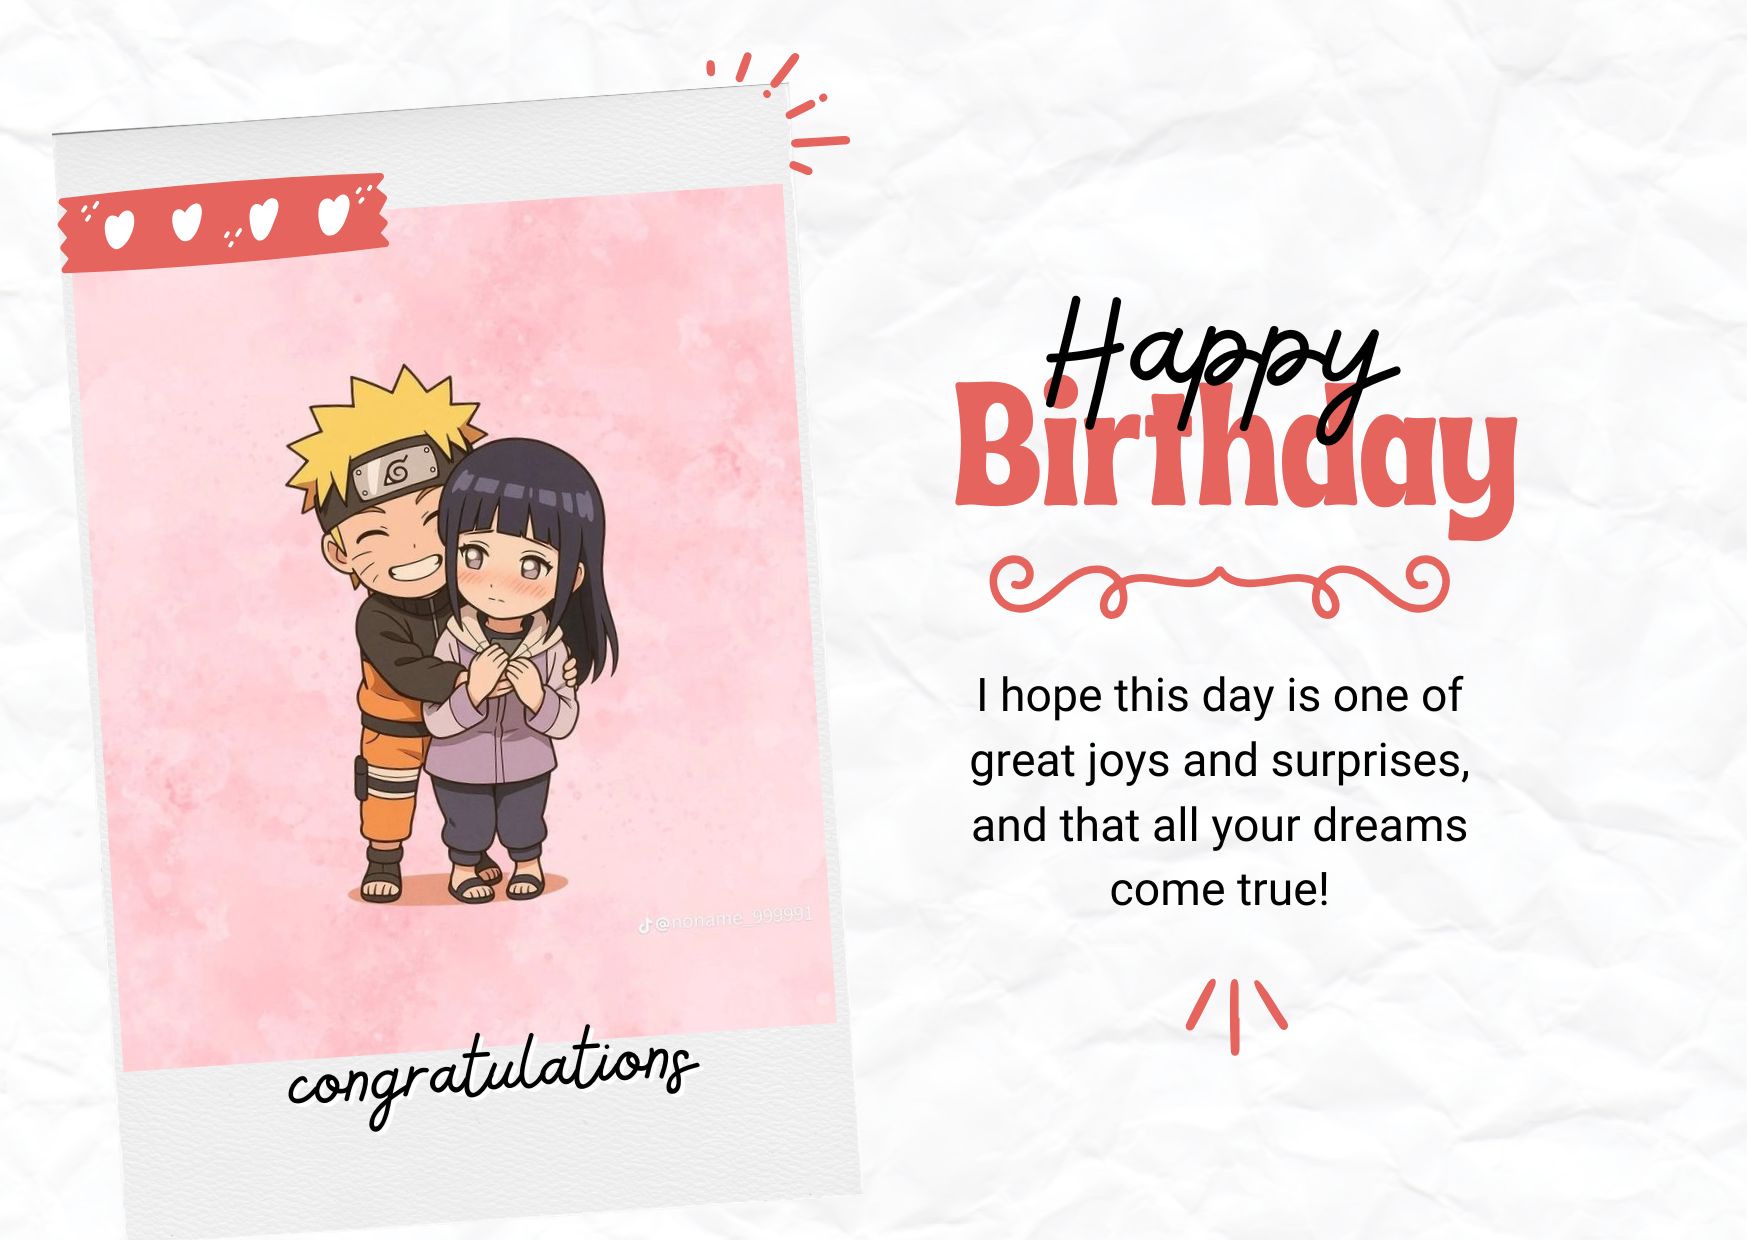 Happy
Birthday
I hope this day is one of
great joys and surprises,
and that all your dreams
come true!
@noname_999991
congratulations